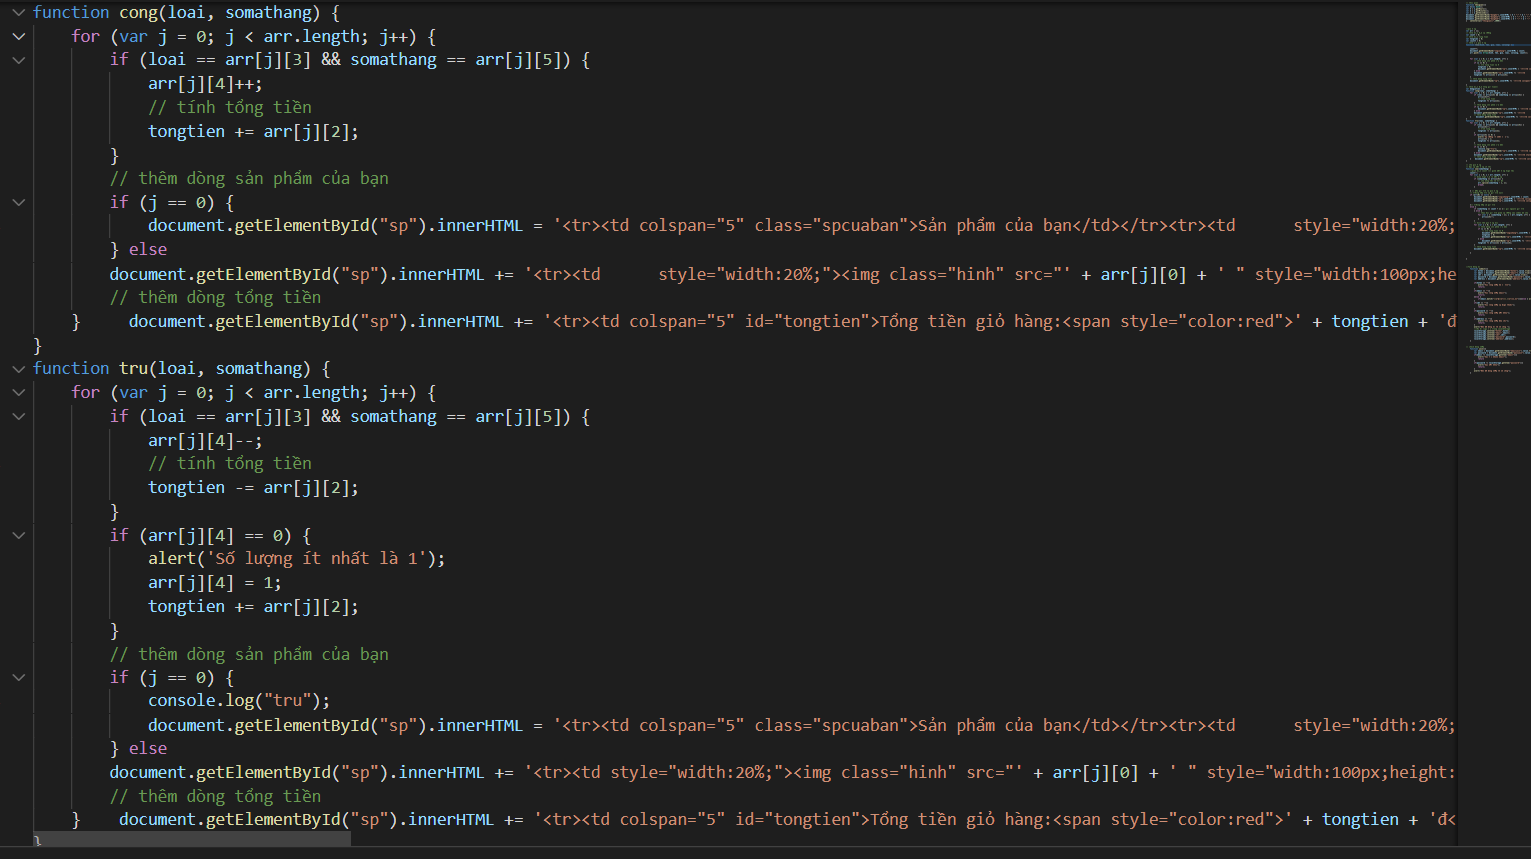 function cong(loai, somathang) {
for (var j = 0; j < arr.length; j++) {
if (loai == arr[j][3] && somathang == arr[j][5]) {
arr[j][4]++;
// tính tổng tiền
tongtien += arr[j][2];
}
// thêm dòng sản phẩm của bạn
if (j == 0) {
document.getElementById("sp").innerHTML = '<tr><td colspan="5" class="spcuaban">Sản phẩm của bạn</td></tr><tr><td      style="width:20%;
} else
document.getElementById("sp").innerHTML += '<tr><td      style="width:20%;"><img class="hinh" src="' + arr[j][0] + ' " style="width:100px;he
// thêm dòng tổng tiền
}     document.getElementById("sp").innerHTML += '<tr><td colspan="5" id="tongtien">Tổng tiền giỏ hàng:<span style="color:red">' + tongtien + 'đ
}
function tru(loai, somathang) {
for (var j = 0; j < arr.length; j++) {
if (loai == arr[j][3] && somathang == arr[j][5]) {
arr[j][4]--;
// tính tổng tiền
tongtien -= arr[j][2];
}
if (arr[j][4] == 0) {
alert('Số lượng ít nhất là 1');
arr[j][4] = 1;
tongtien += arr[j][2];
}
// thêm dòng sản phẩm của bạn
if (j == 0) {
console.log("tru");
document.getElementById("sp").innerHTML = '<tr><td colspan="5" class="spcuaban">Sản phẩm của bạn</td></tr><tr><td      style="width:20%;
} else
document.getElementById("sp").innerHTML += '<tr><td style="width:20%;"><img class="hinh" src="' + arr[j][0] + ' " style="width:100px;height:
// thêm dòng tổng tiền
}    document.getElementById("sp").innerHTML += '<tr><td colspan="5" id="tongtien">Tổng tiền giỏ hàng:<span style="color:red">' + tongtien + 'đ<
}